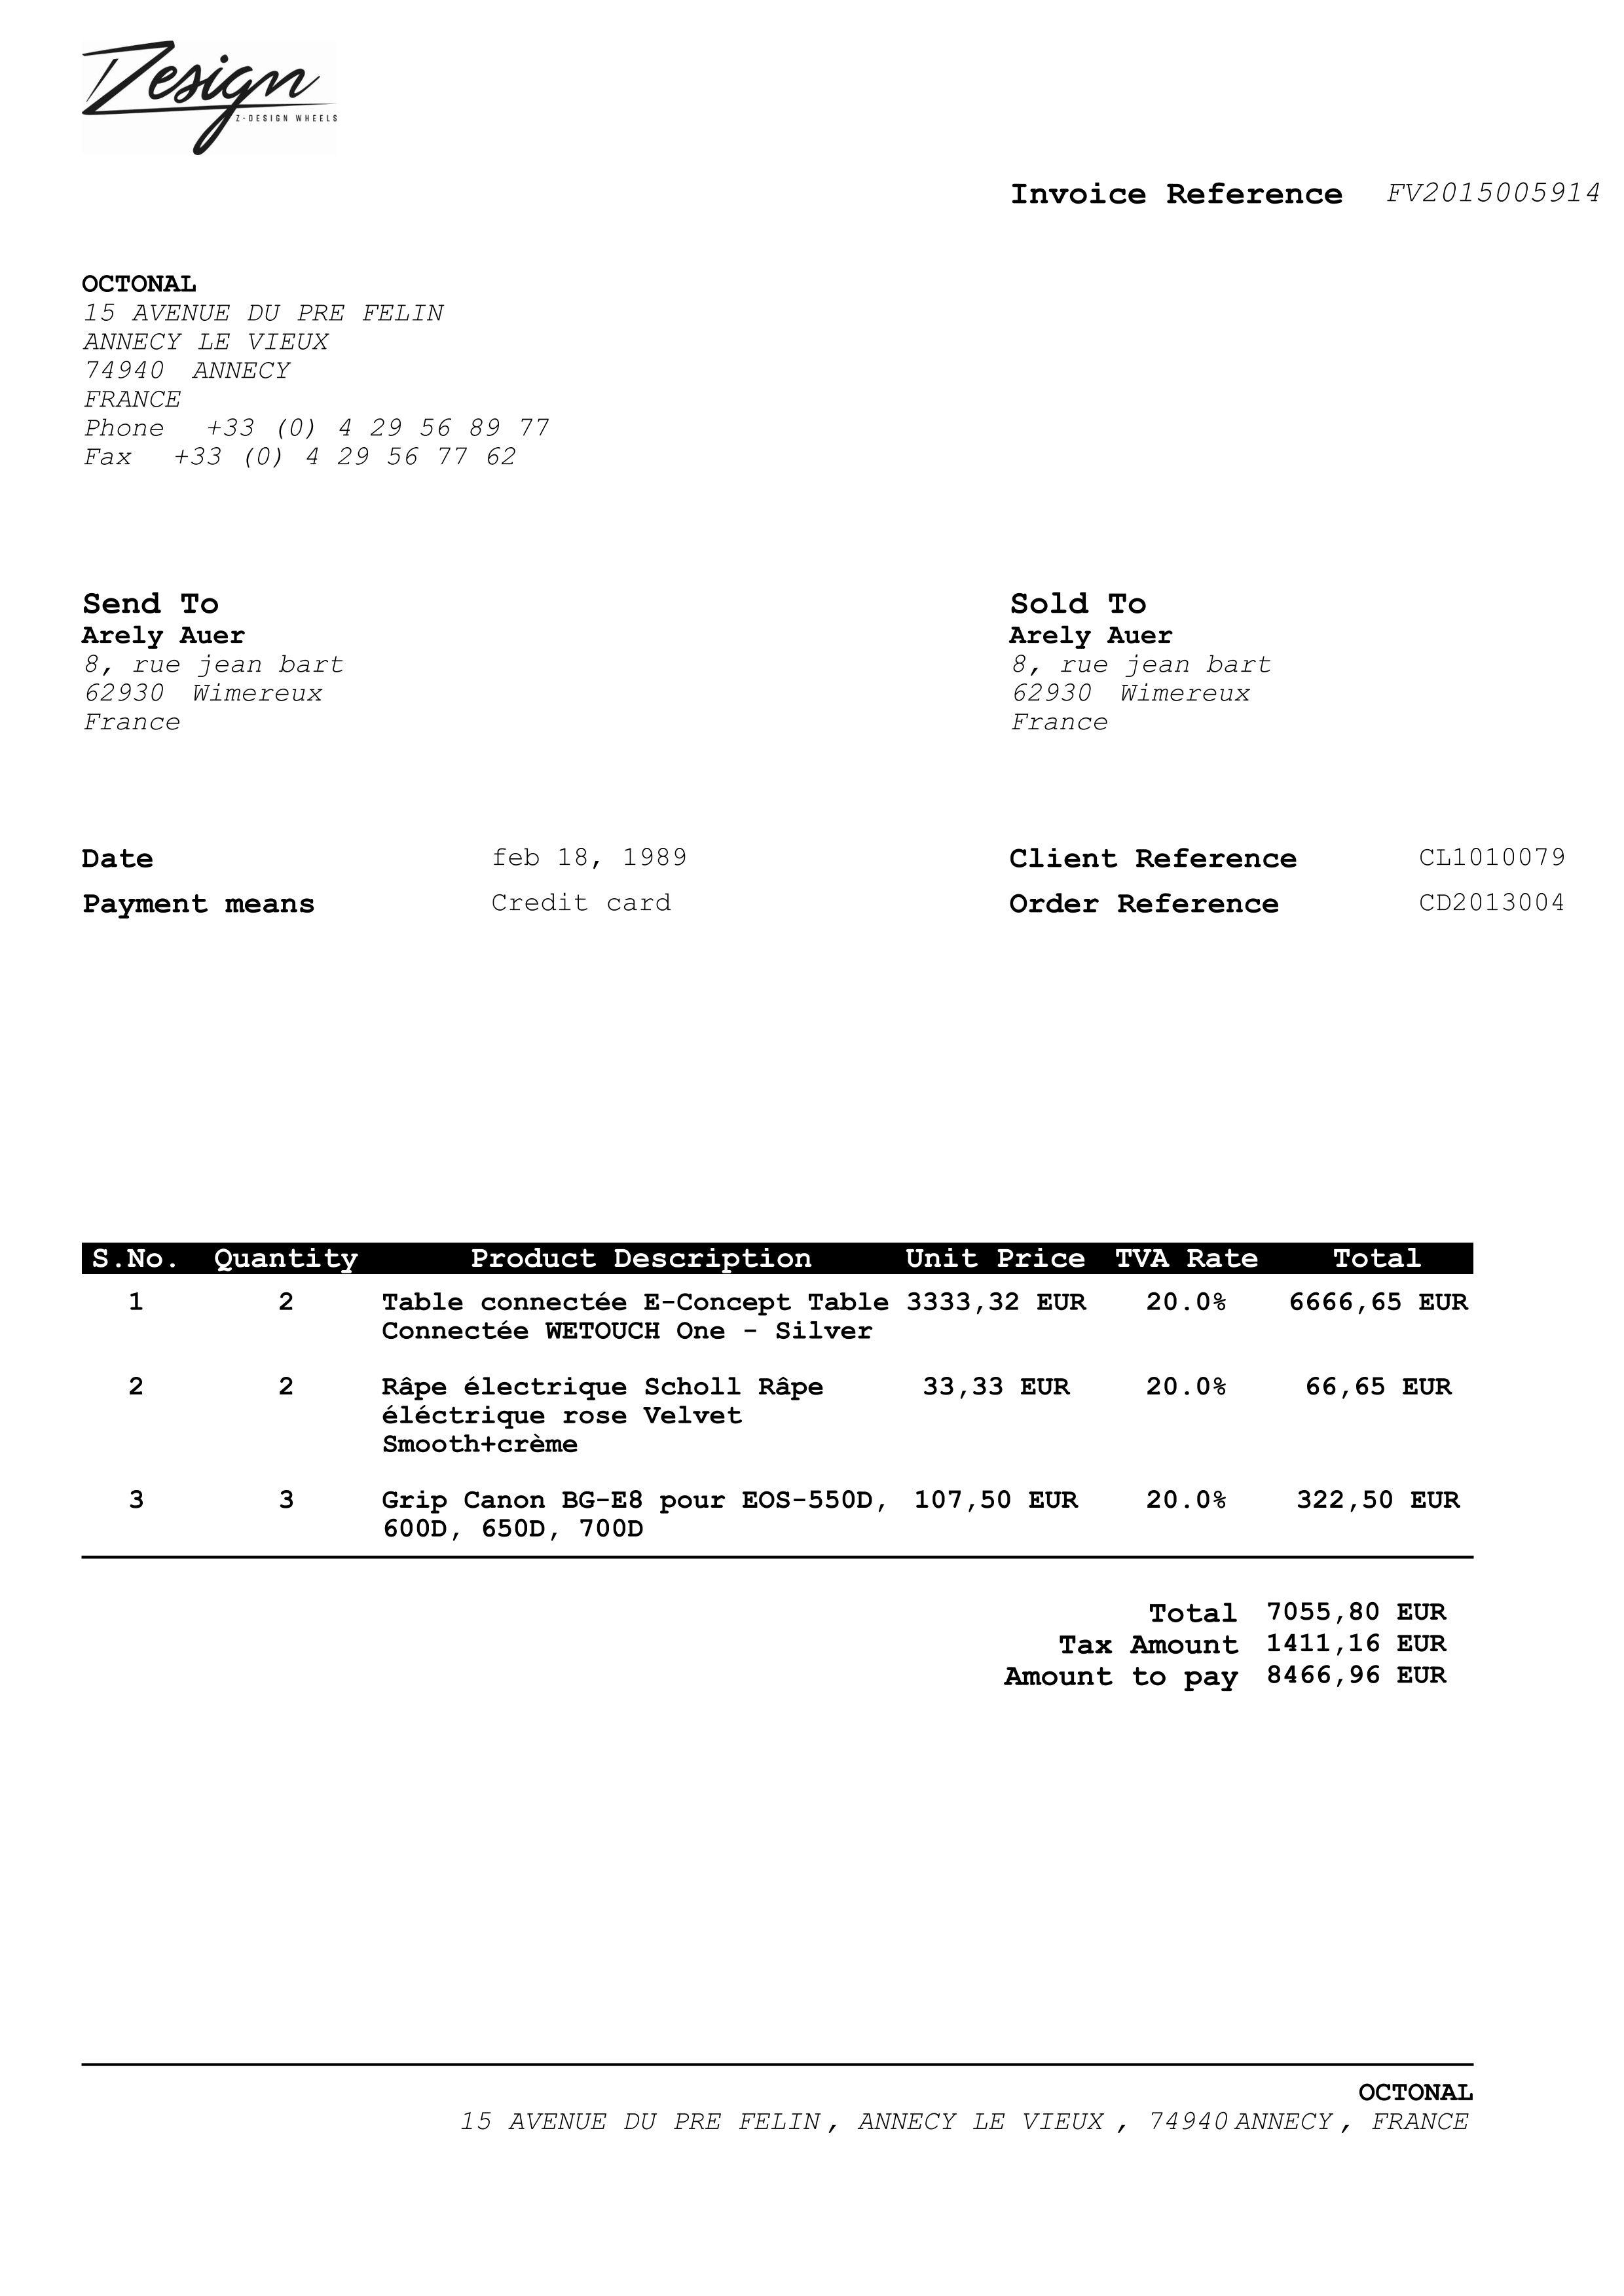 Zesign
Z-DESIGN WHEELS
Invoice Reference FV2015005914
OCTONAL
15 AVENUE DU PRE FELIN
ANNECY LE VIEUX
74940 ANNECY
FRANCE
Phone +33 (0) 4 29 56 89 77
Fax +33 (0) 4 29 56 77 62
Send To
Arely Auer
8, rue jean bart
62930 Wimereux
France
Sold To
Arely Auer
8, rue jean bart
62930 Wimereux
France
Date feb 18, 1989
Payment means Credit card
Client Reference CL1010079
Order Reference CD2013004
S.No. Quantity Product Description Unit Price TVA Rate Total
1 2 Table connectée E-Concept Table 3333,32 EUR 20.0% 6666,65 EUR
Connectée WETOUCH One - Silver
2 2 Râpe électrique Scholl Râpe 33,33 EUR 20.0% 66,65 EUR
éléctrique rose Velvet
Smooth+crème
3 3 Grip Canon BG-E8 pour EOS-550D, 107,50 EUR 20.0% 322,50 EUR
600D, 650D, 700D
Total 7055,80 EUR
Tax Amount 1411,16 EUR
Amount to pay 8466,96 EUR
OCTONAL
15 AVENUE DU PRE FELIN, ANNECY LE VIEUX , 74940 ANNECY, FRANCE